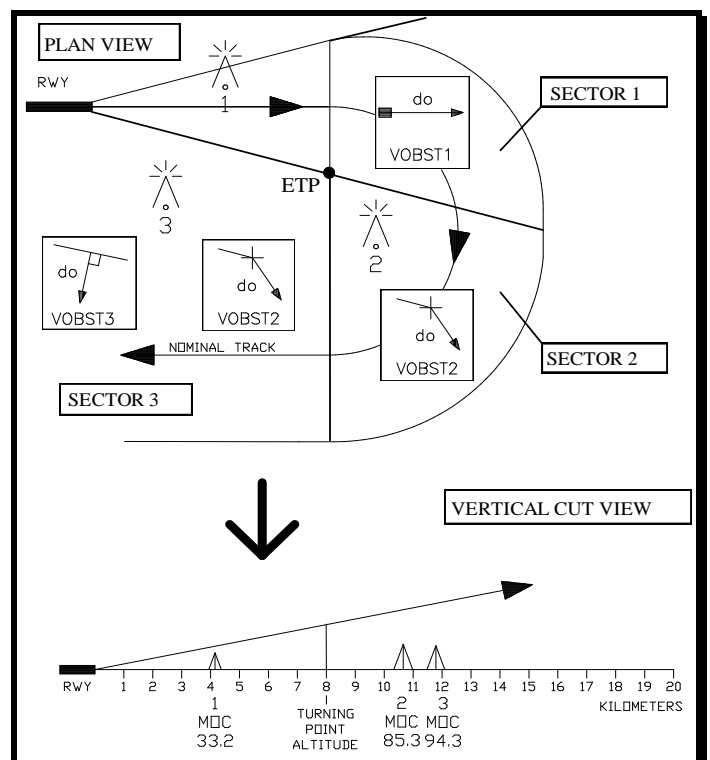 PLAN VIEW
RWY
1
do
VOBST1
SECTOR 1
ETP
3
2
do
VOBST3
do
VOBST2
do
VOBST2
NOMINAL TRACK
SECTOR 2
SECTOR 3
VERTICAL CUT VIEW
RWY 1 2 3 4 5 6 7 8 9 10 11 12 13 14 15 16 17 18 19 20
KILOMETERS
1
MOC
33.2
TURNING
POINT
ALTITUDE
2
MOC
85.3
3
MOC
94.3